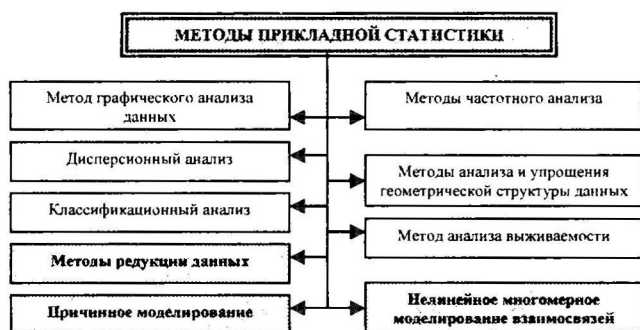 МЕТОДЫ ПРИКЛАДНОЙ СТАТИСТИКИ
Метод графического анализа
данных
Дисперсионный анализ
Классификационный анализ
Методы редукции данных
Причинное моделирование
Методы частотного анализа
Методы анализа и упрощения
геометрической структуры данных
Метод анализа выживаемости
Нелинейное многомерное
моделирование взаимосвязей